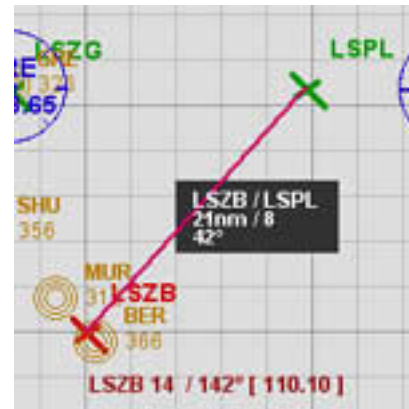 LSZG
LSPL
SHU
356
LSZB / LSPL
21nm / 8
42°
MUR
LSZB
BER
366
LSZB 14 / 142° [ 110.10 ]